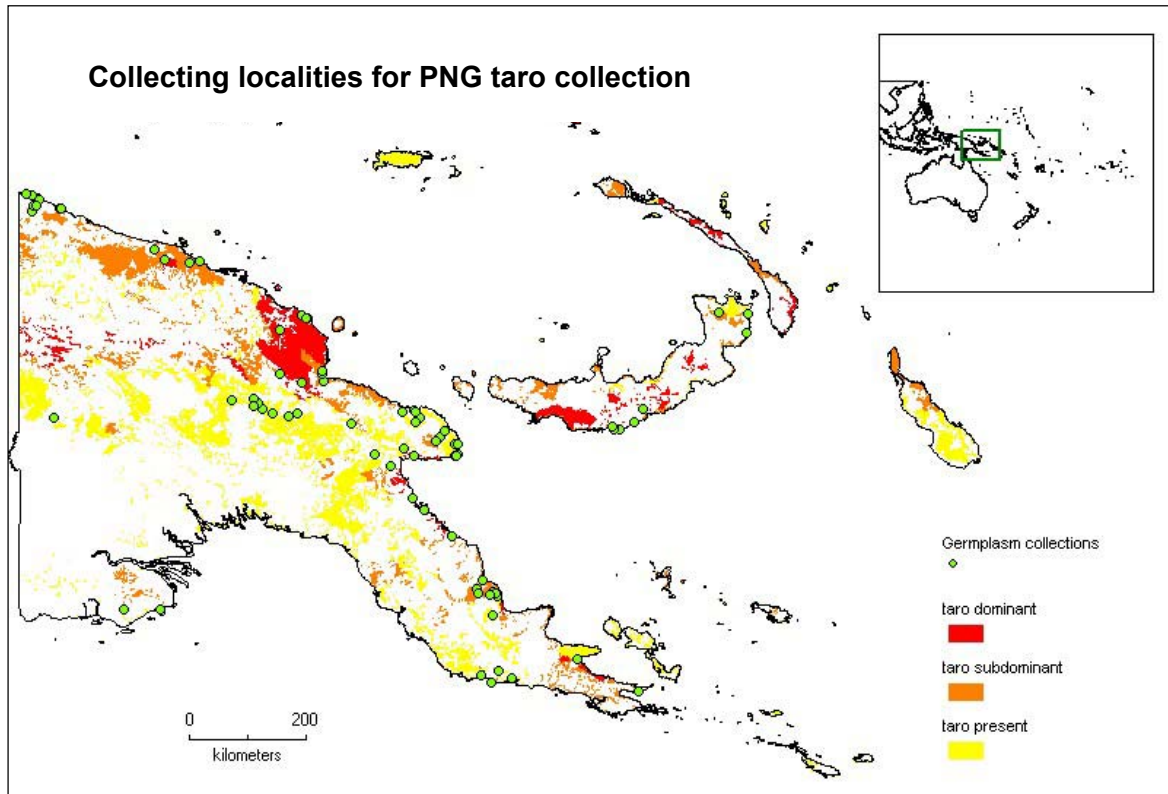 Collecting localities for PNG taro collection
Germplasm collections
taro dominant
taro subdominant
taro present
0 200
kilometers